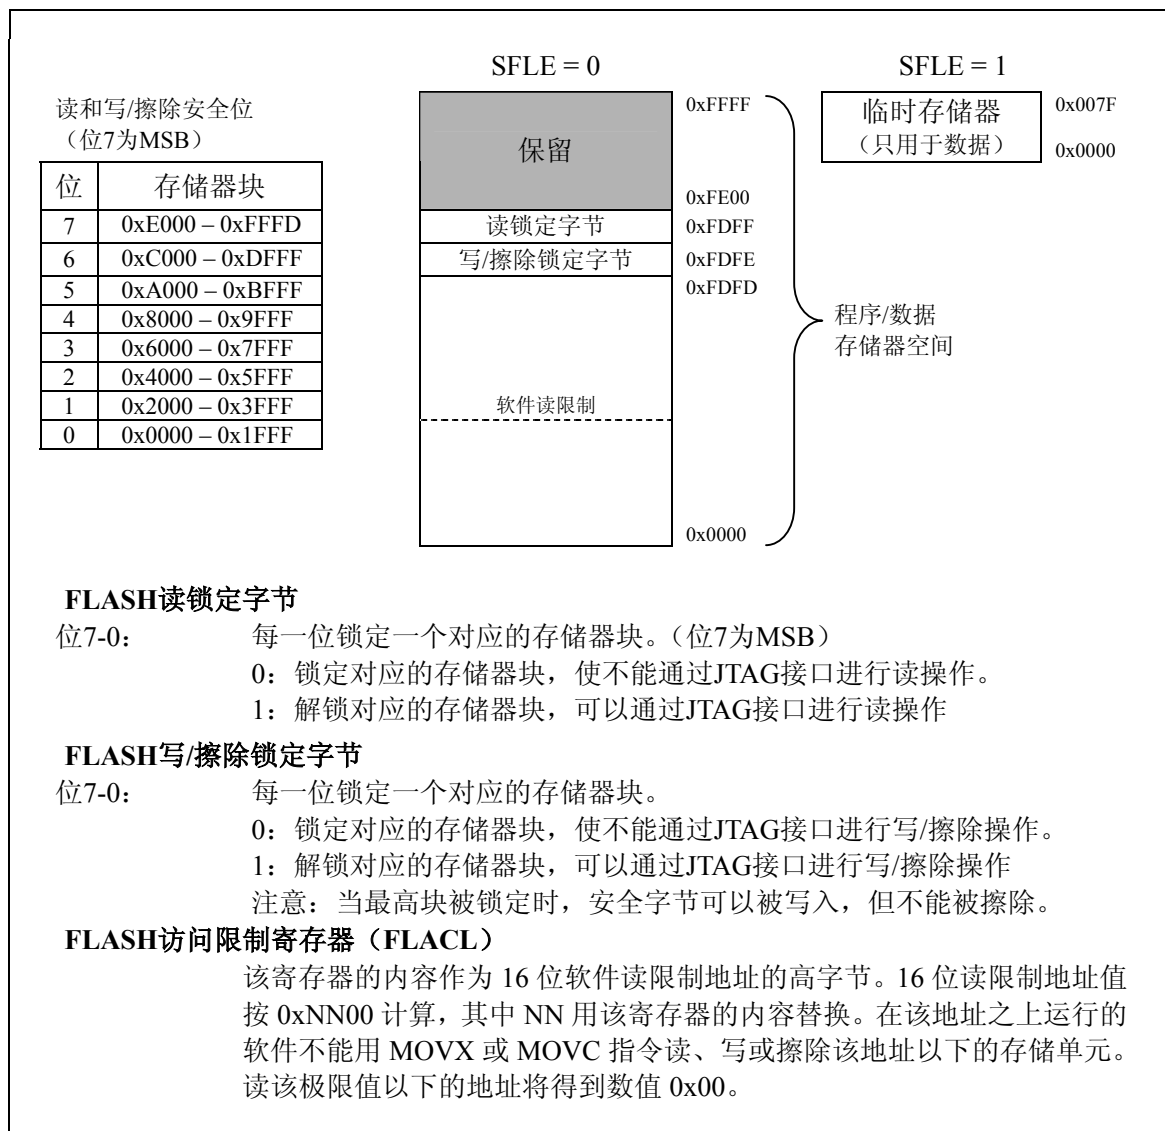 SFLE = 0
SFLE = 1
读和写/擦除安全位
（位7为MSB）
位 存储器块
7 0xE000 – 0xFFFD
6 0xC000 – 0xDFFF
5 0xA000 – 0xBFFF
4 0x8000 – 0x9FFF
3 0x6000 – 0x7FFF
2 0x4000 – 0x5FFF
1 0x2000 – 0x3FFF
0 0x0000 – 0x1FFF
保留
读锁定字节
写/擦除锁定字节
软件读限制
0xFFFF
0xFE00
0xFDFF
0xFDFE
0xFDFD
0x0000
程序/数据
存储器空间
临时存储器
（只用于数据）
0x007F
0x0000
FLASH读锁定字节
位7-0： 每一位锁定一个对应的存储器块。（位7为MSB）
0：锁定对应的存储器块，使不能通过JTAG接口进行读操作。
1：解锁对应的存储器块，可以通过JTAG接口进行读操作
FLASH写/擦除锁定字节
位7-0： 每一位锁定一个对应的存储器块。
0：锁定对应的存储器块，使不能通过JTAG接口进行写/擦除操作。
1：解锁对应的存储器块，可以通过JTAG接口进行写/擦除操作
注意：当最高块被锁定时，安全字节可以被写入，但不能被擦除。
FLASH访问限制寄存器（FLACL）
该寄存器的内容作为 16 位软件读限制地址的高字节。16 位读限制地址值
按 0xNN00 计算，其中 NN 用该寄存器的内容替换。在该地址之上运行的
软件不能用 MOVX 或 MOVC 指令读、写或擦除该地址以下的存储单元。
读该极限值以下的地址将得到数值 0x00。